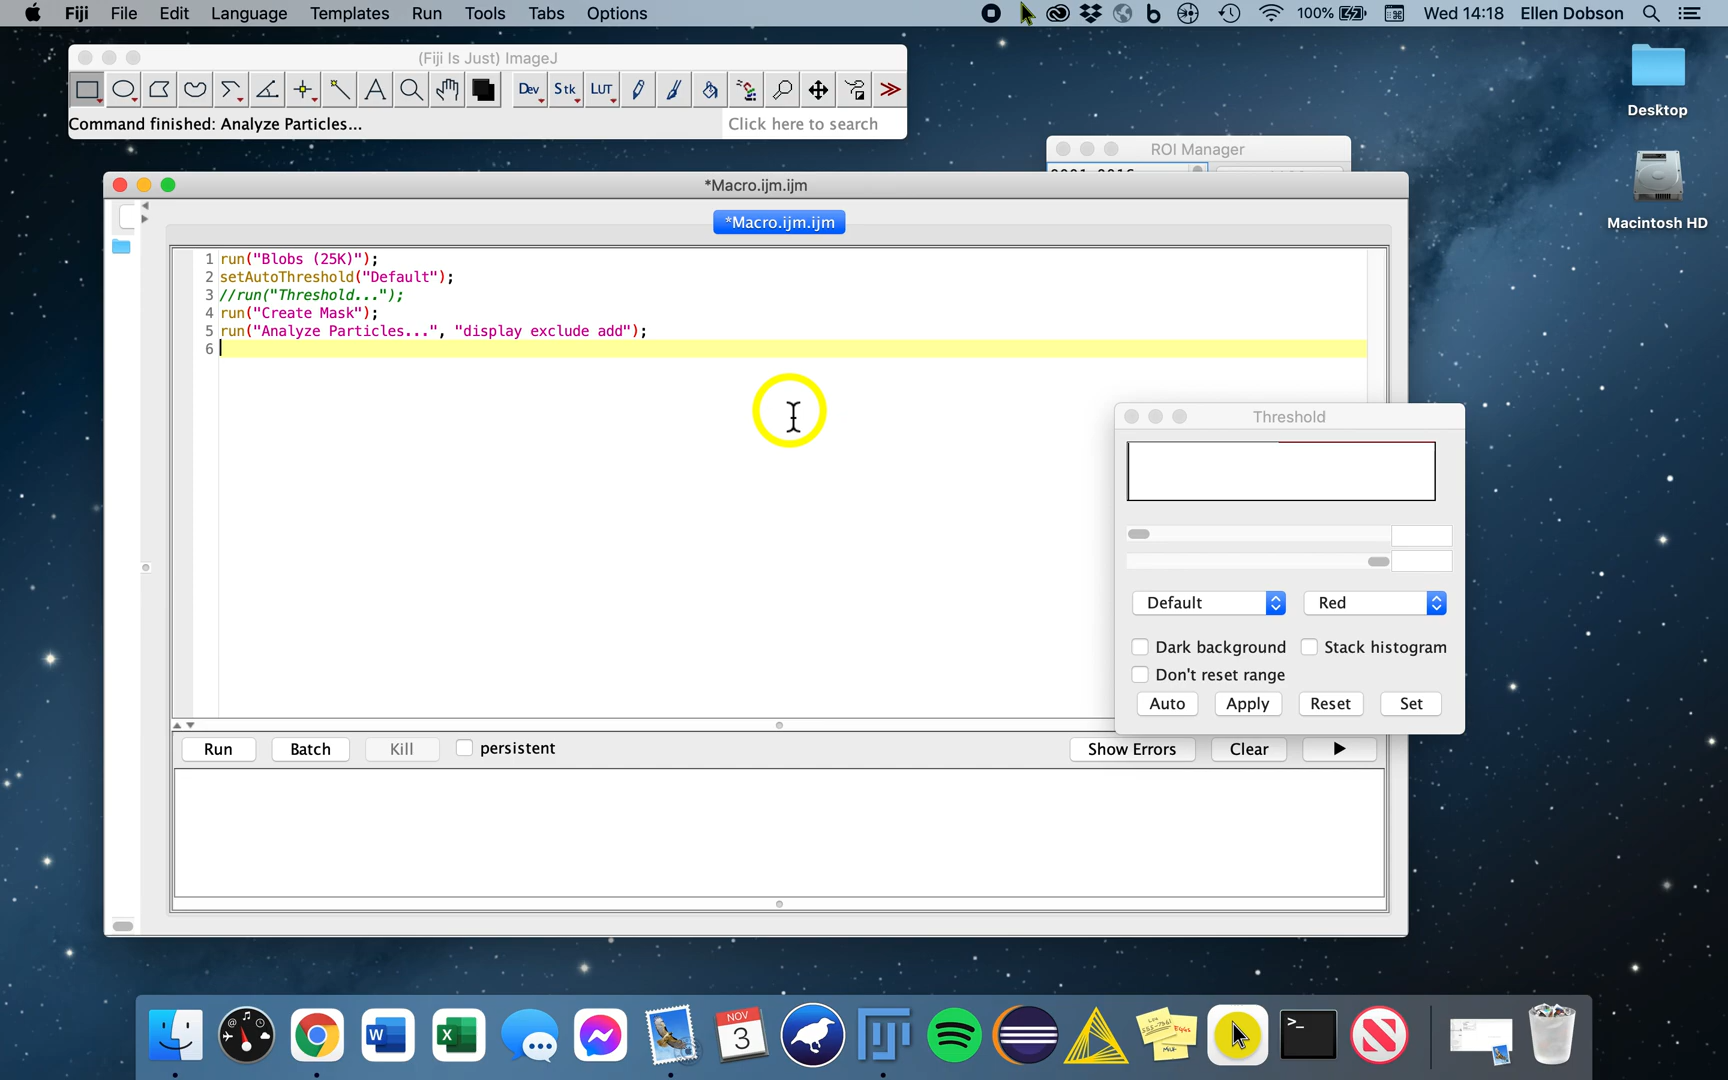 Fiji File Edit Language Templates Run Tools Tabs Options 100% Wed 14:18 Ellen Dobson
(Fiji Is Just) ImageJ
Dev Stk LUT
Command finished: Analyze Particles... Click here to search
Desktop
Macintosh HD
ROI Manager
*Macro.ijm.ijm
*Macro.ijm.ijm
1 run("Blobs (25K)");
2 setAutoThreshold("Default");
3 //run("Threshold...");
4 run("Create Mask");
5 run("Analyze Particles...", "display exclude add");
6
Threshold
Default Red
Dark background Stack histogram
Don't reset range
Auto Apply Reset Set
Run Batch Kill persistent Show Errors Clear
NOV
3